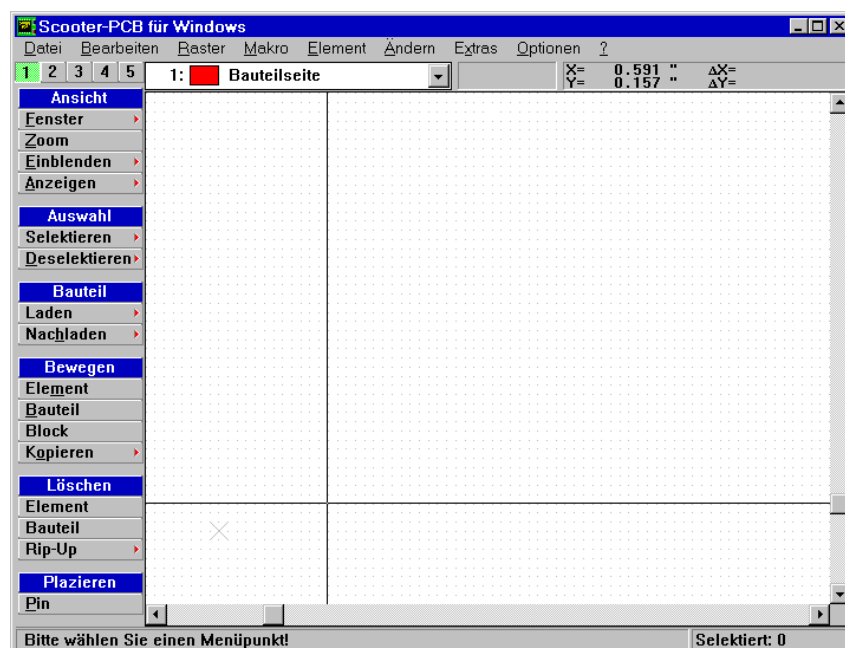 Scooter-PCB für Windows
Datei Bearbeiten Raster Makro Element Ändern Extras Optionen ?
1 2 3 4 5 1: Bauteilseite X= 0.591 " ΔX=
Y= 0.157 " ΔY=
Ansicht
Fenster
Zoom
Einblenden
Anzeigen
Auswahl
Selektieren
Deselektieren
Bauteil
Laden
Nachladen
Bewegen
Element
Bauteil
Block
Kopieren
Löschen
Element
Bauteil
Rip-Up
Plazieren
Pin
Bitte wählen Sie einen Menüpunkt! Selektiert: 0